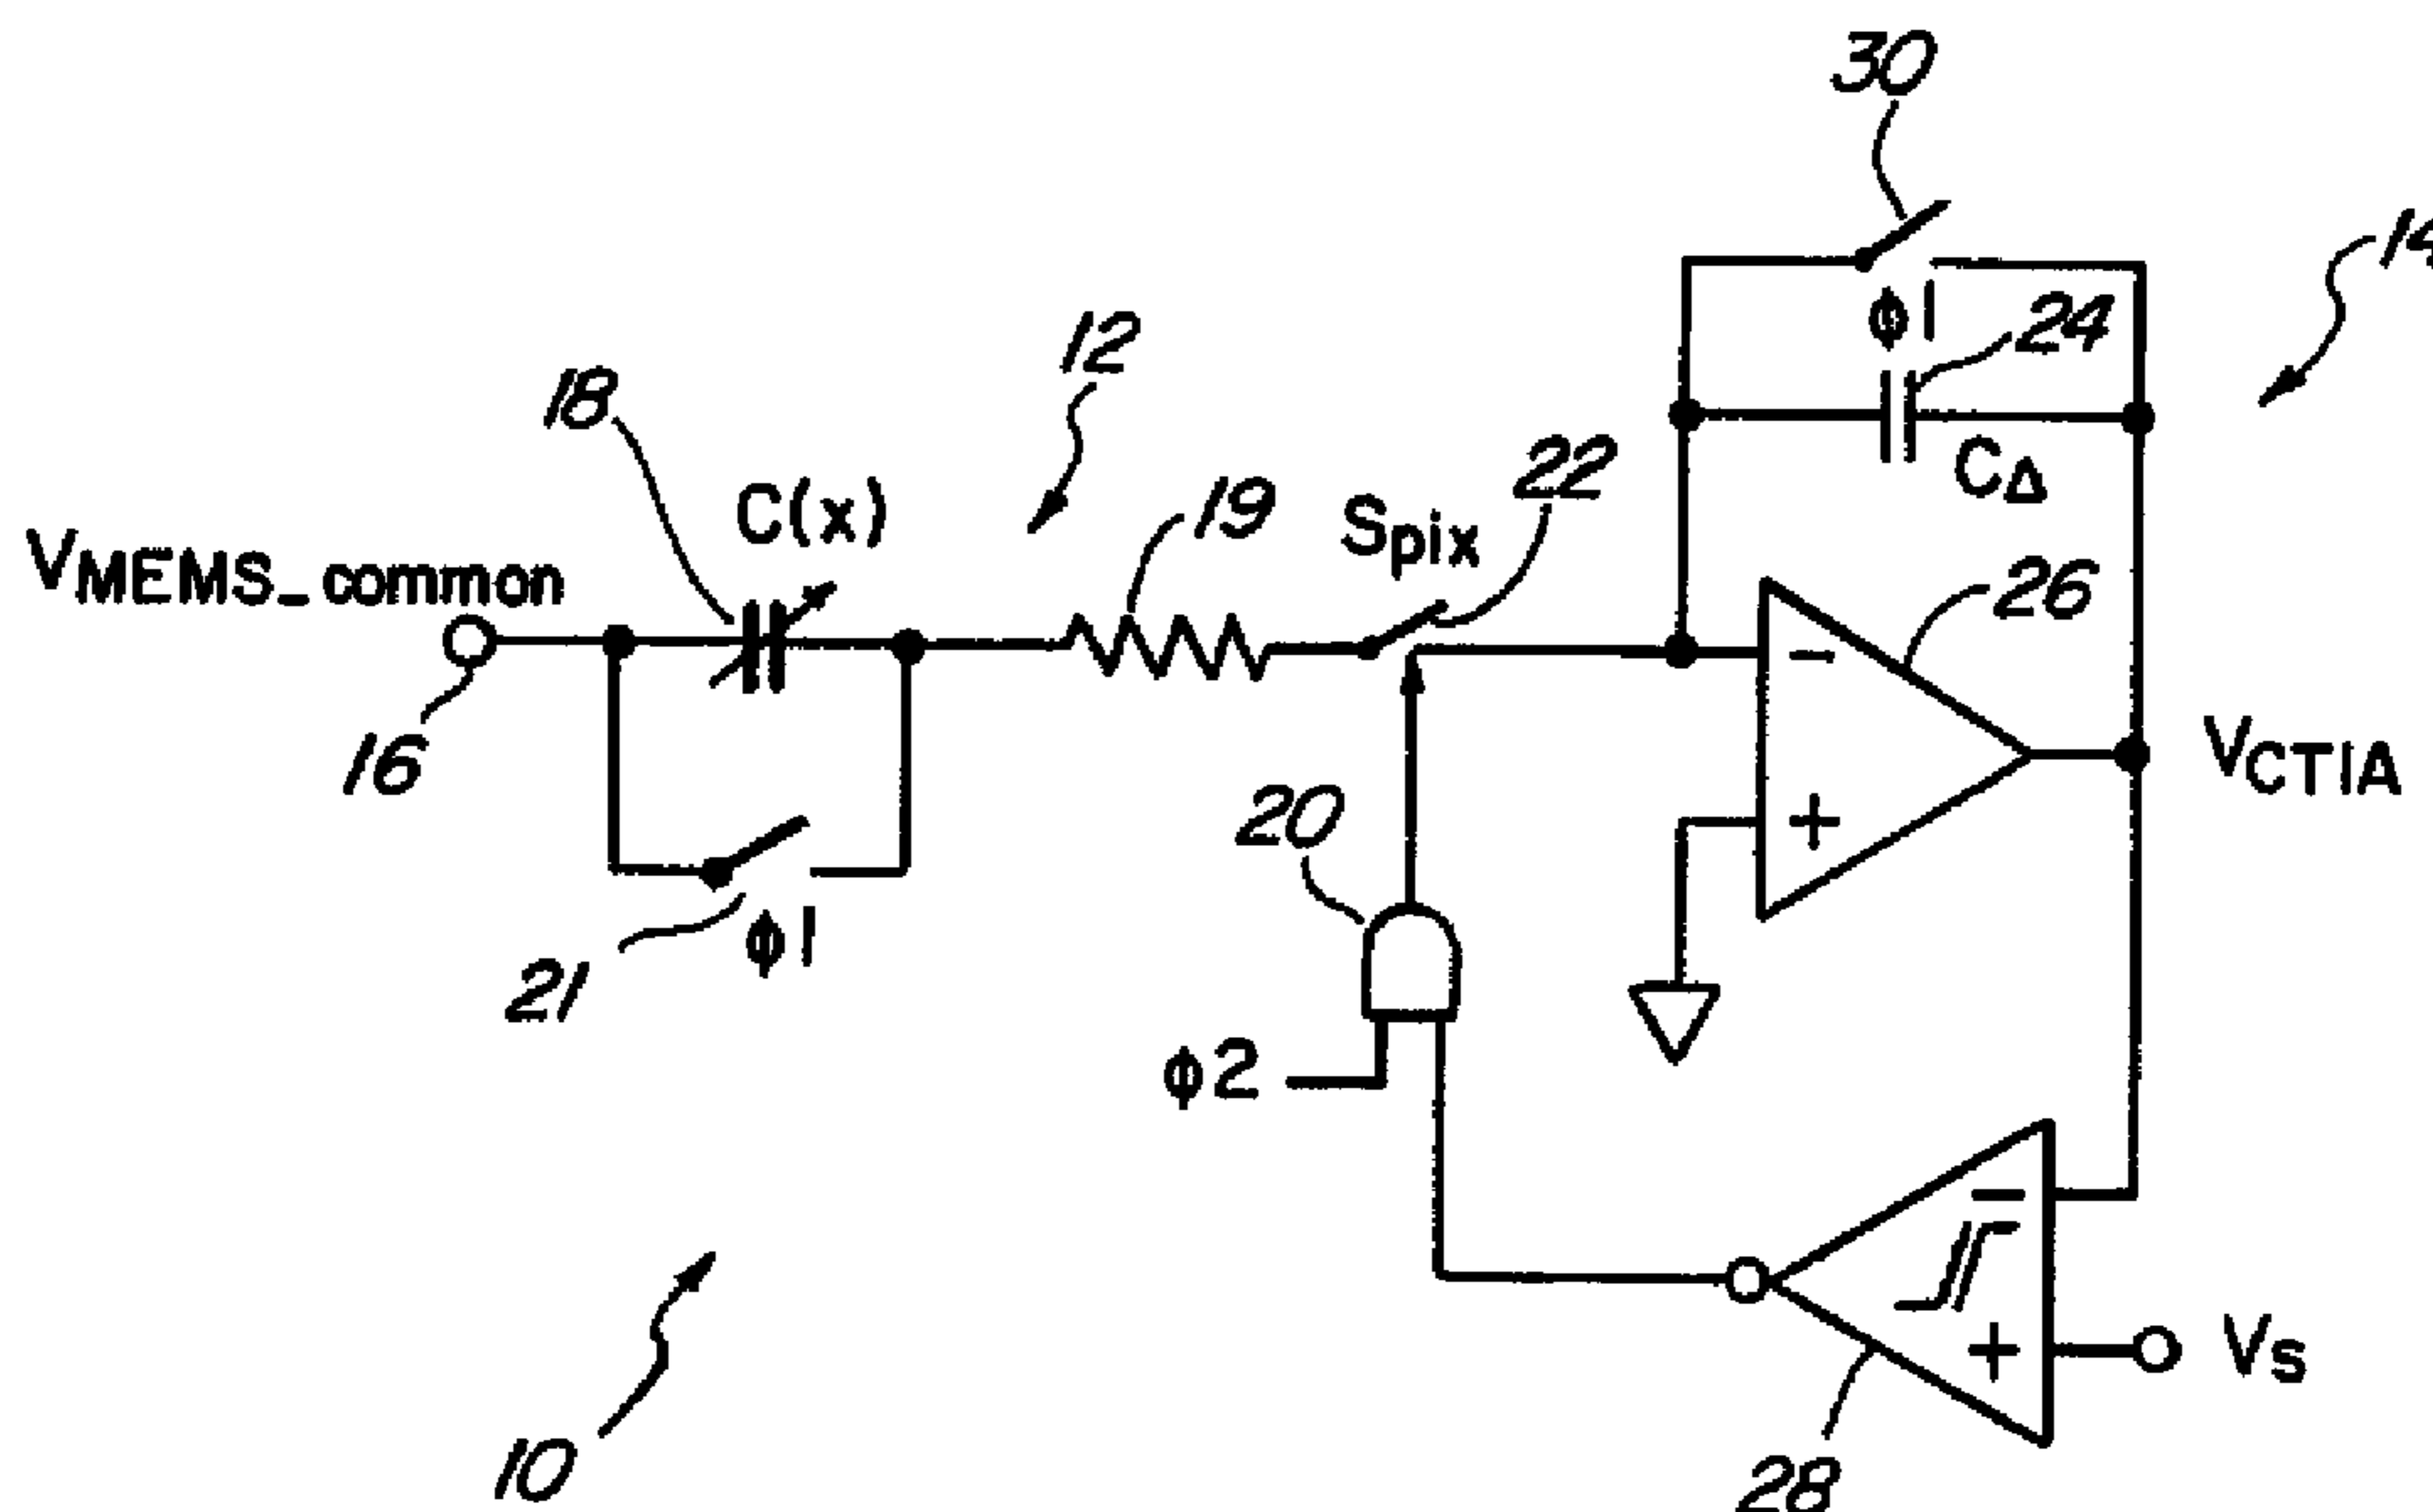 30
14
ϕ1
24
12
18
CΔ
22
19
C(x)
Spix
VMEMS_common
26
16
VCTIA
-
+
20
21
ϕ1
ϕ2
-
+
VS
10
28